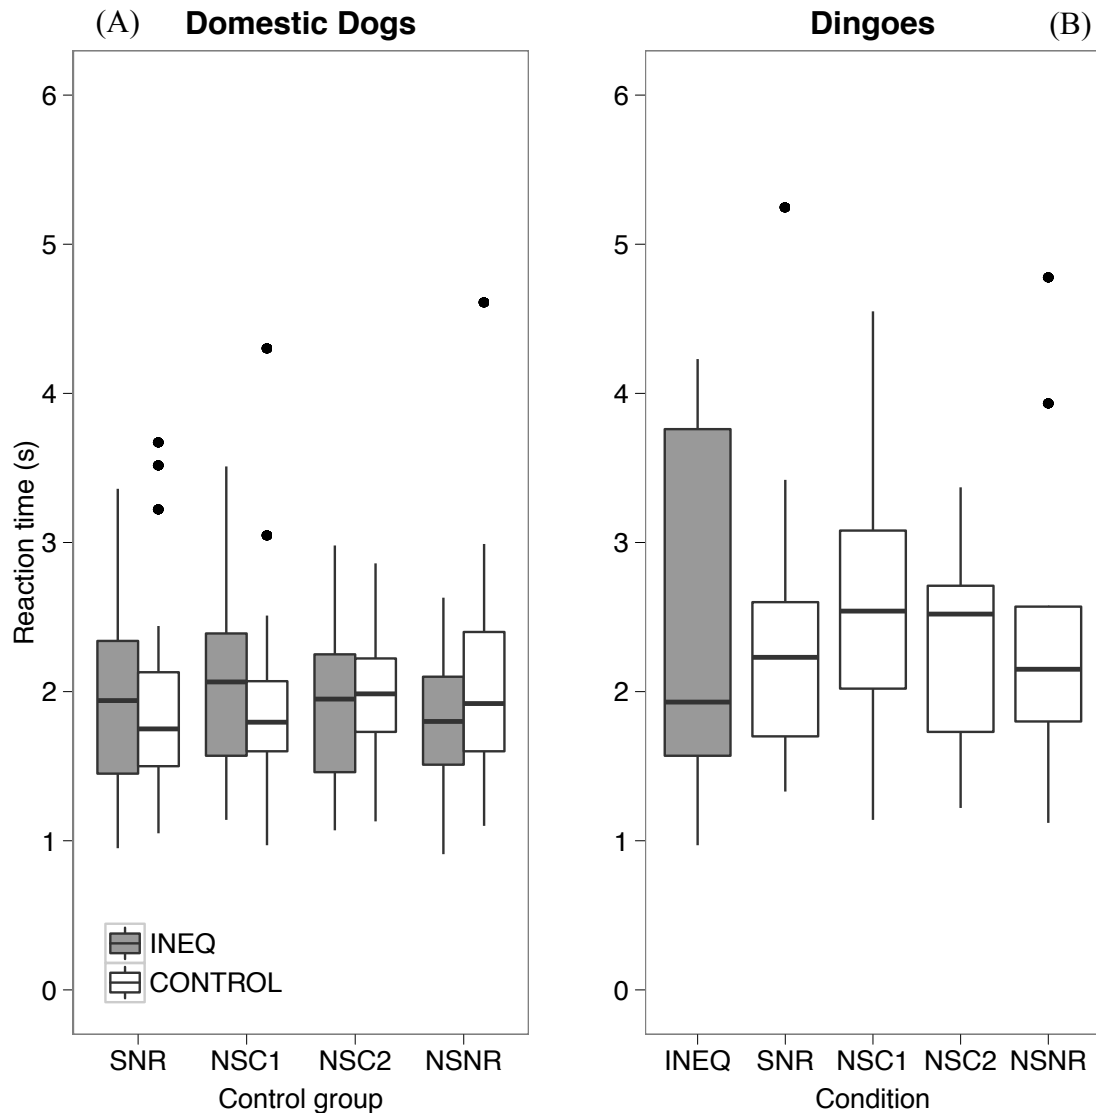 (A) Domestic Dogs
Dingoes (B)
Reaction time (s)
6
5
4
3
2
1
0
INEQ
CONTROL
SNR NSC1 NSC2 NSNR
Control group
6
5
4
3
2
1
0
INEQ SNR NSC1 NSC2 NSNR
Condition